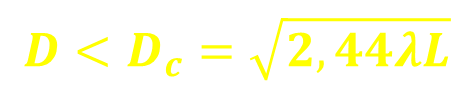 D < D_c = √(2,44λL)